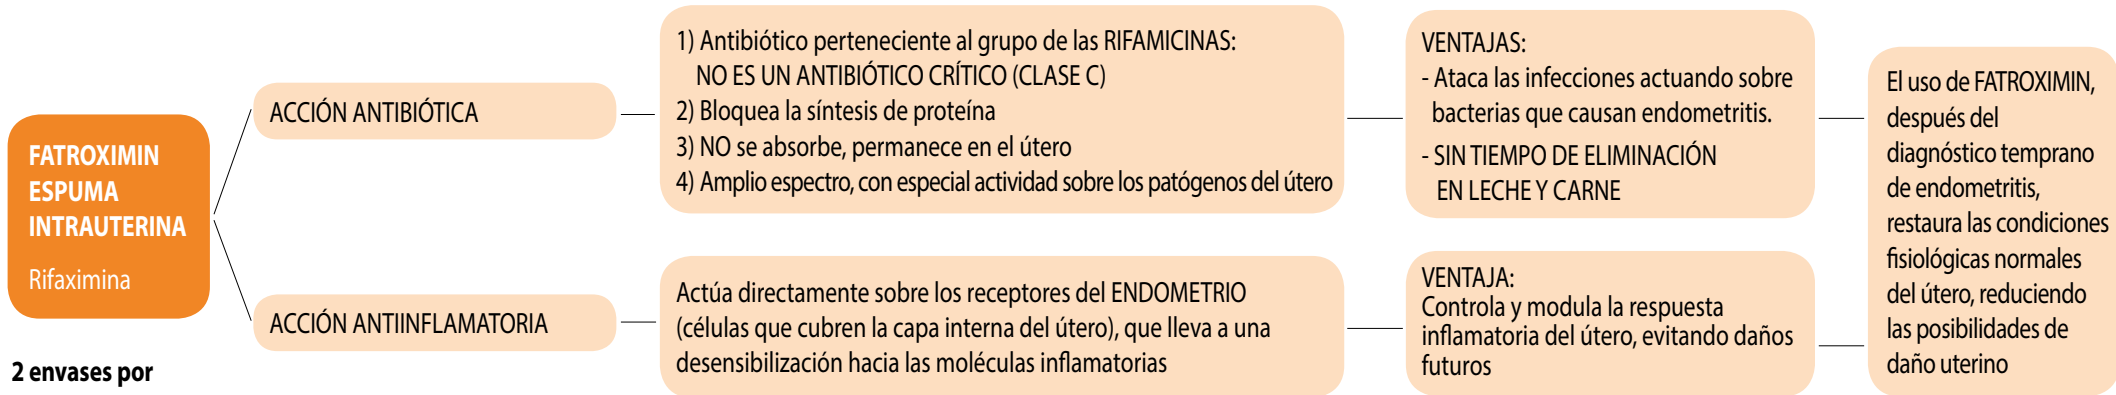 FATROXIMIN
ESPUMA
INTRAUTERINA
Rifaximina
2 envases por
ACCIÓN ANTIBIÓTICA
1) Antibiótico perteneciente al grupo de las RIFAMICINAS:
NO ES UN ANTIBIÓTICO CRÍTICO (CLASE C)
2) Bloquea la síntesis de proteína
3) NO se absorbe, permanece en el útero
4) Amplio espectro, con especial actividad sobre los patógenos del útero
VENTAJAS:
- Ataca las infecciones actuando sobre
bacterias que causan endometritis.
- SIN TIEMPO DE ELIMINACIÓN
EN LECHE Y CARNE
ACCIÓN ANTIINFLAMATORIA
Actúa directamente sobre los receptores del ENDOMETRIO
(células que cubren la capa interna del útero), que lleva a una
desensibilización hacia las moléculas inflamatorias
VENTAJA:
Controla y modula la respuesta
inflamatoria del útero, evitando daños
futuros
El uso de FATROXIMIN,
después del
diagnóstico temprano
de endometritis,
restaura las condiciones
fisiológicas normales
del útero, reduciendo
las posibilidades de
daño uterino